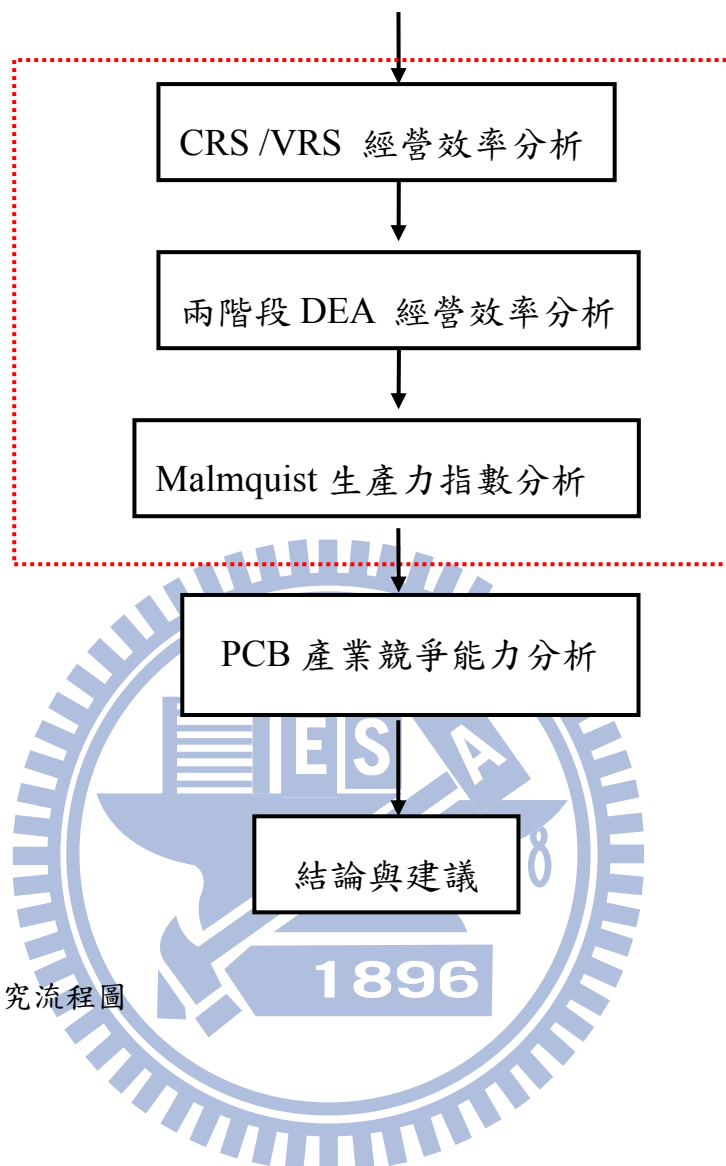 CRS /VRS 經營效率分析
兩階段 DEA 經營效率分析
Malmquist 生產力指數分析
PCB 產業競爭能力分析
ESA
結論與建議
8
1896
究流程圖